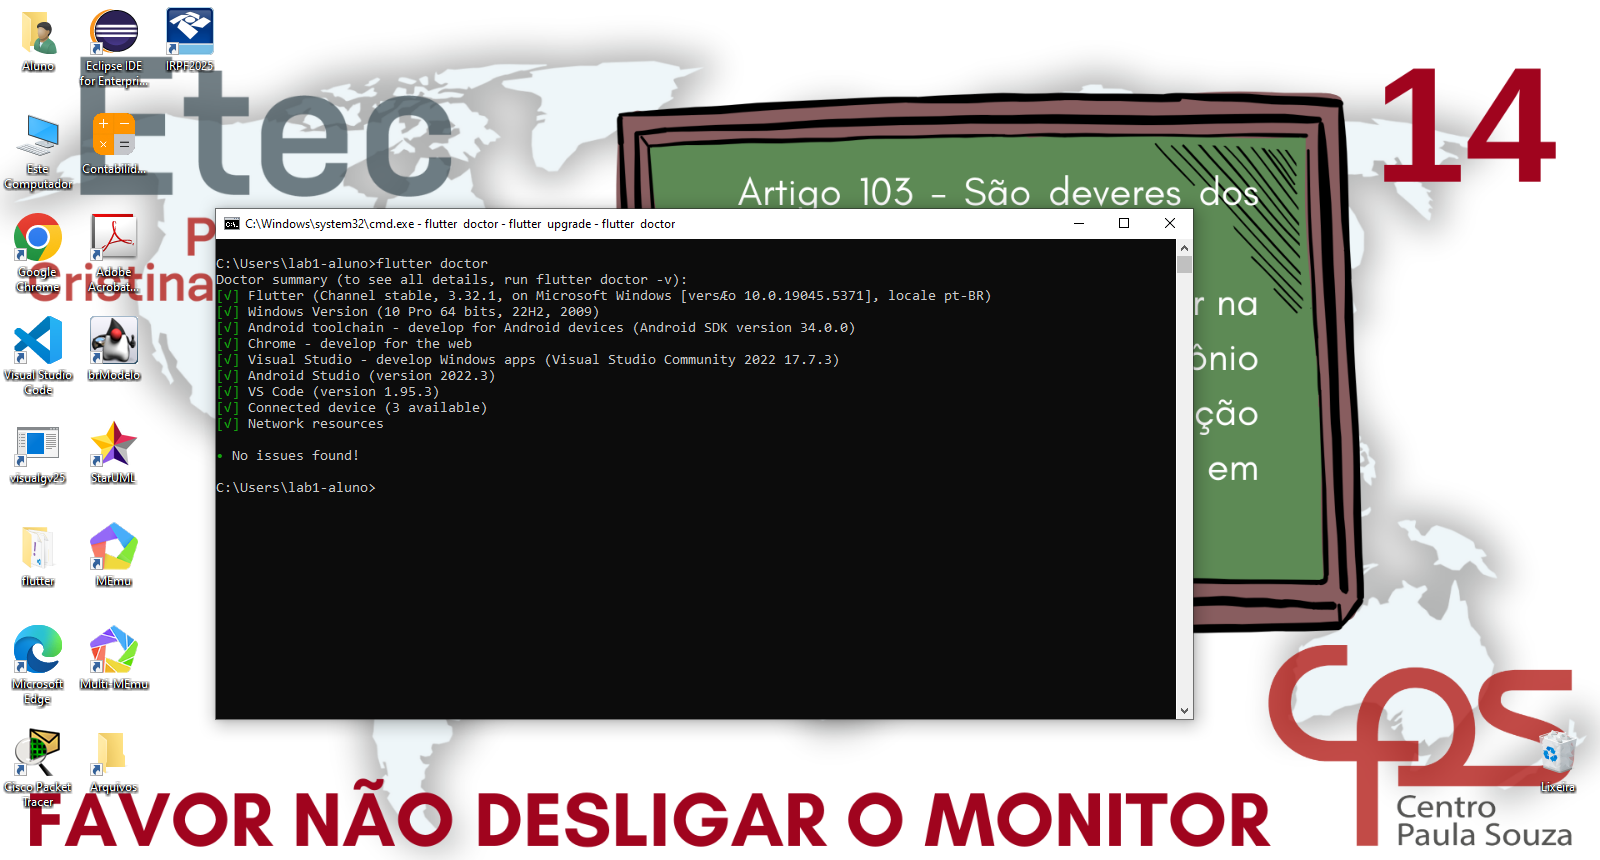 Aluno
Eclipse IDE
for Enterpri...
IRPF2025
Etec
14
Este
Computador
Contabilid...
Artigo 103 - São deveres dos
P
Cristina
Google
Chrome
Adobe
Acrobat...
C:\Windows\system32\cmd.exe - flutter doctor - flutter upgrade - flutter doctor
C:\Users\lab1-aluno>flutter doctor
Doctor summary (to see all details, run flutter doctor -v):
[√] Flutter (Channel stable, 3.32.1, on Microsoft Windows [versÆo 10.0.19045.5371], locale pt-BR)
[√] Windows Version (10 Pro 64 bits, 22H2, 2009)
[√] Android toolchain - develop for Android devices (Android SDK version 34.0.0)
[√] Chrome - develop for the web
[√] Visual Studio - develop Windows apps (Visual Studio Community 2022 17.7.3)
[√] Android Studio (version 2022.3)
[√] VS Code (version 1.95.3)
[√] Connected device (3 available)
[√] Network resources
• No issues found!
C:\Users\lab1-aluno>
r na
ônio
ção
em
Visual Studio
Code
brModelo
visualgv25
StarUML
flutter
MEmu
Microsoft
Edge
Multi-MEmu
Cisco Packet
Tracer
Arquivos
Lixeira
FAVOR NÃO DESLIGAR O MONITOR
cps
Centro
Paula Souza